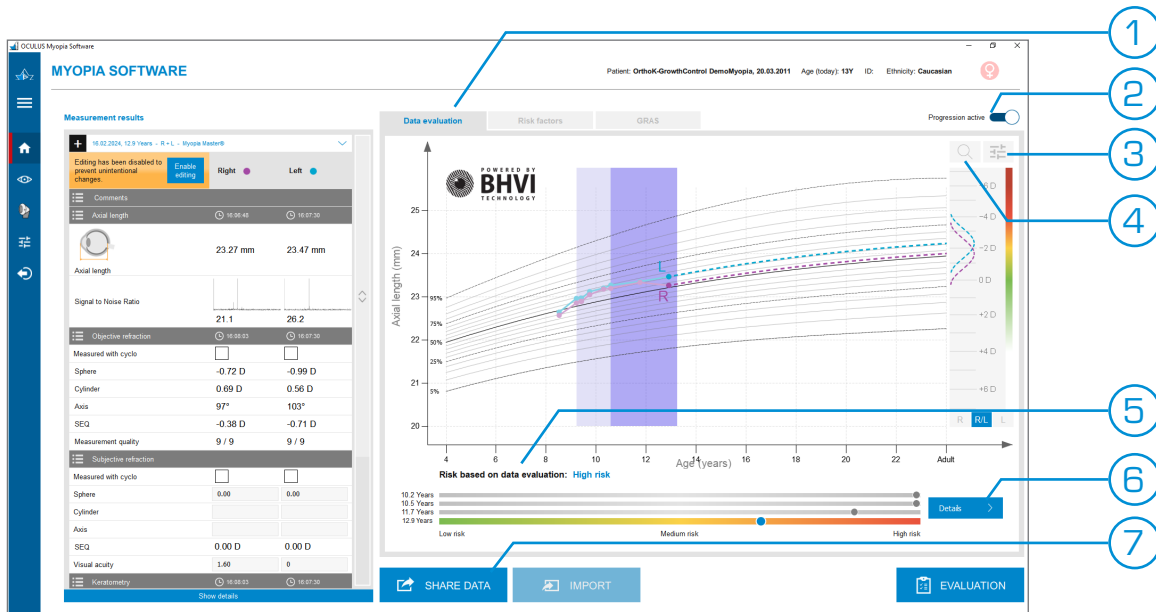 1
OCULUS Myopia Software
MYOPIA SOFTWARE
Patient: OrthoK-GrowthControl DemoMyopia, 20.03.2011 Age (today): 13Y ID: Ethnicity: Caucasian
2
Measurement results
Data evaluation Risk factors GRAS
Progression active
16.02.2024, 12.9 Years - R + L - Myopia Master®
Editing has been disabled to
prevent unintentional
changes.
Enable
editing
Right Left
Comments
Axial length 16:06:46 16:07:30
23.27 mm 23.47 mm
Axial length
Signal to Noise Ratio
21.1 26.2
Objective refraction 16:08:03 16:07:30
Measured with cyclo
Sphere -0.72 D -0.99 D
Cylinder 0.69 D 0.56 D
Axis 97° 103°
SEQ -0.38 D -0.71 D
Measurement quality 9 / 9 9 / 9
Subjective refraction
Measured with cyclo
Sphere 0.00 0.00
Cylinder
Axis
SEQ 0.00 D 0.00 D
Visual acuity 1.60 0
Keratometry 16:08:03 16:07:30
Show details
POWERED BY
BHVI
TECHNOLOGY
3
4
Axial length (mm)
25
24
23
22
21
20
95%
75%
50%
25%
5%
L
R
-6 D
-4 D
-2 D
0 D
+2 D
+4 D
+6 D
R R/L L
4 6 8 10 12 14 16 18 20 22 Adult
Age (years)
5
Risk based on data evaluation: High risk
10.2 Years
10.5 Years
11.7 Years
12.9 Years
Low risk Medium risk High risk
6
Details
7
SHARE DATA IMPORT EVALUATION